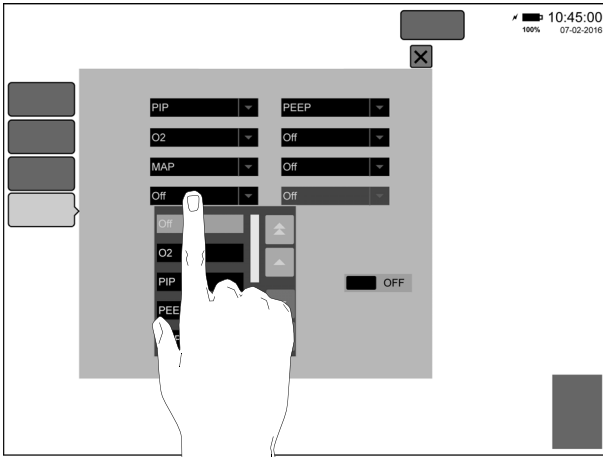 10:45:00
100% 07-02-2016
PIP PEEP
O2 Off
MAP Off
Off Off
Off
O2
PIP OFF
PEE